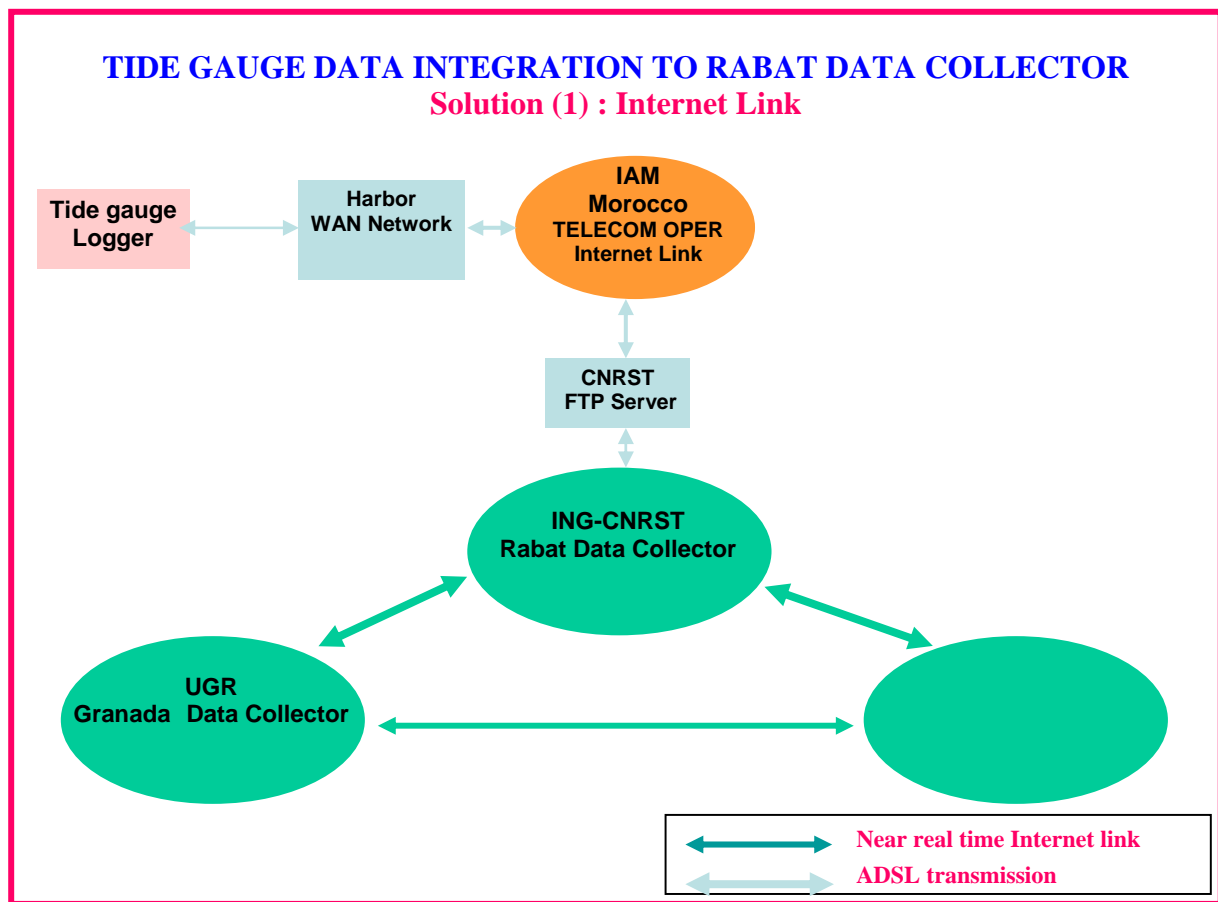 TIDE GAUGE DATA INTEGRATION TO RABAT DATA COLLECTOR
Solution (1) : Internet Link
Tide gauge
Logger
Harbor
WAN Network
IAM
Morocco
TELECOM OPER
Internet Link
CNRST
FTP Server
ING-CNRST
Rabat Data Collector
UGR
Granada Data Collector
Near real time Internet link
ADSL transmission